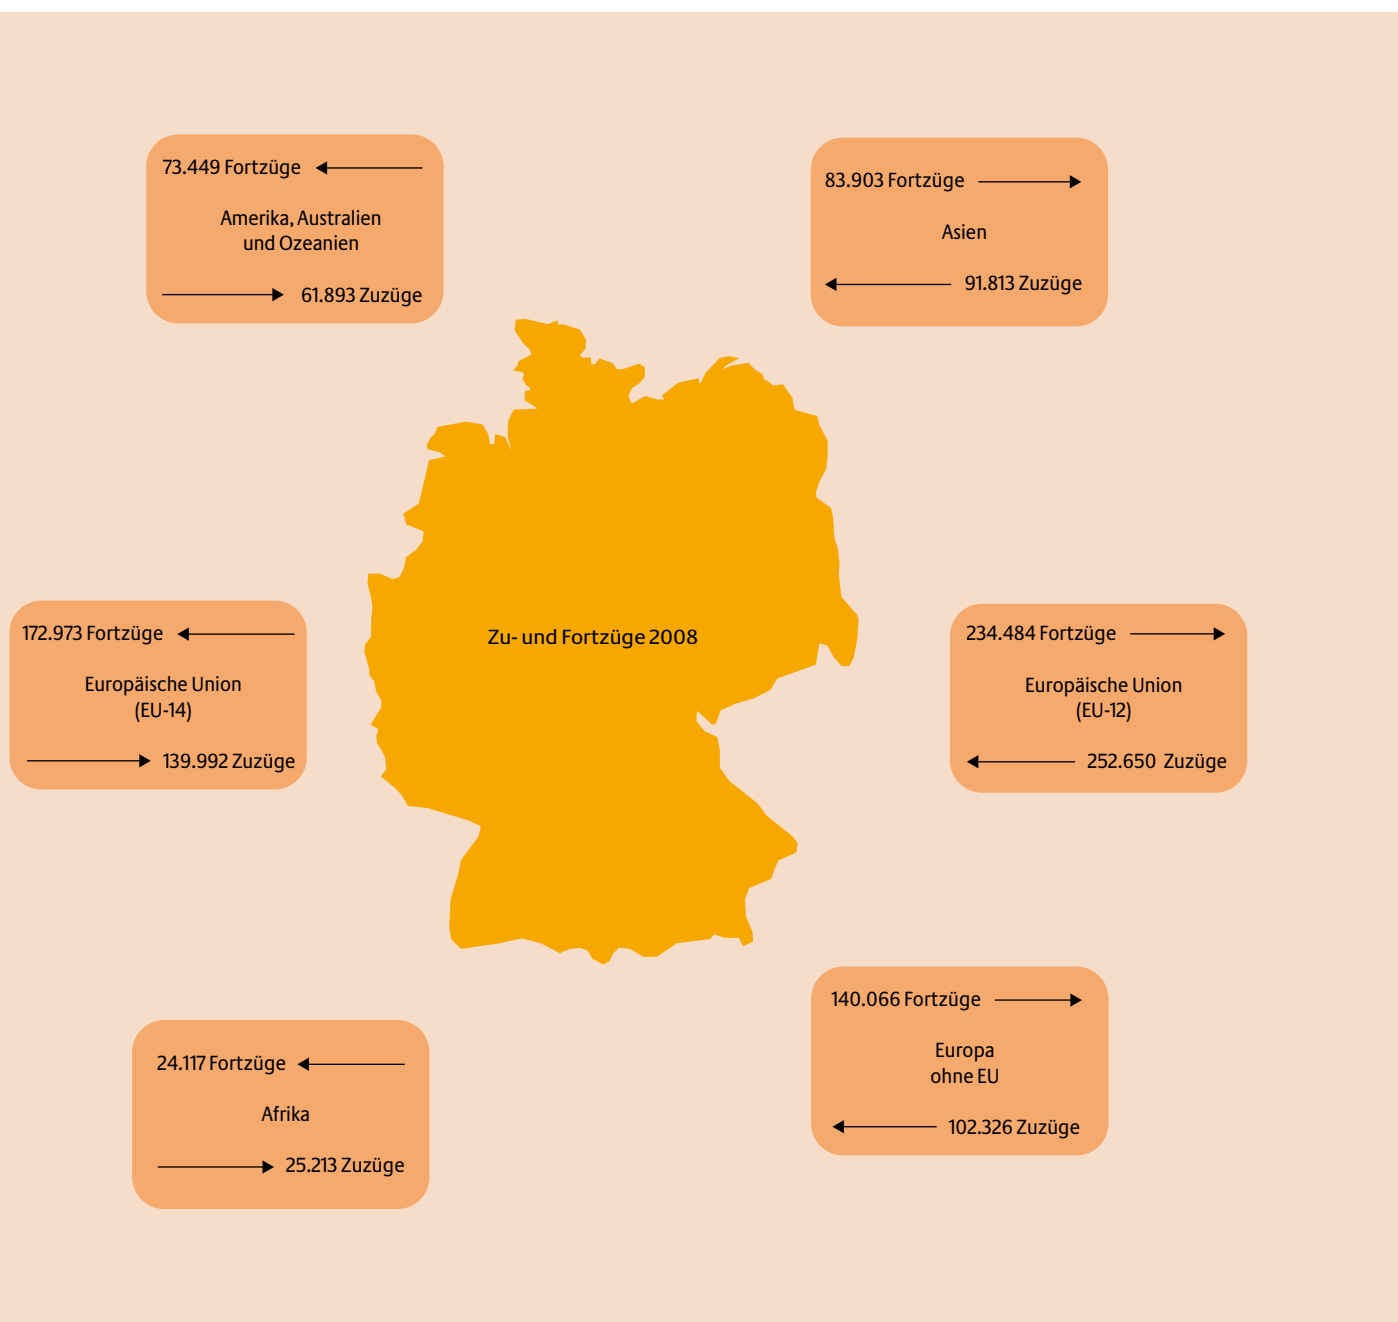 73.449 Fortzüge
Amerika, Australien
und Ozeanien
61.893 Zuzüge
83.903 Fortzüge
Asien
91.813 Zuzüge
172.973 Fortzüge
Europäische Union
(EU-14)
139.992 Zuzüge
Zu- und Fortzüge 2008
234.484 Fortzüge
Europäische Union
(EU-12)
252.650 Zuzüge
24.117 Fortzüge
Afrika
25.213 Zuzüge
140.066 Fortzüge
Europa
ohne EU
102.326 Zuzüge